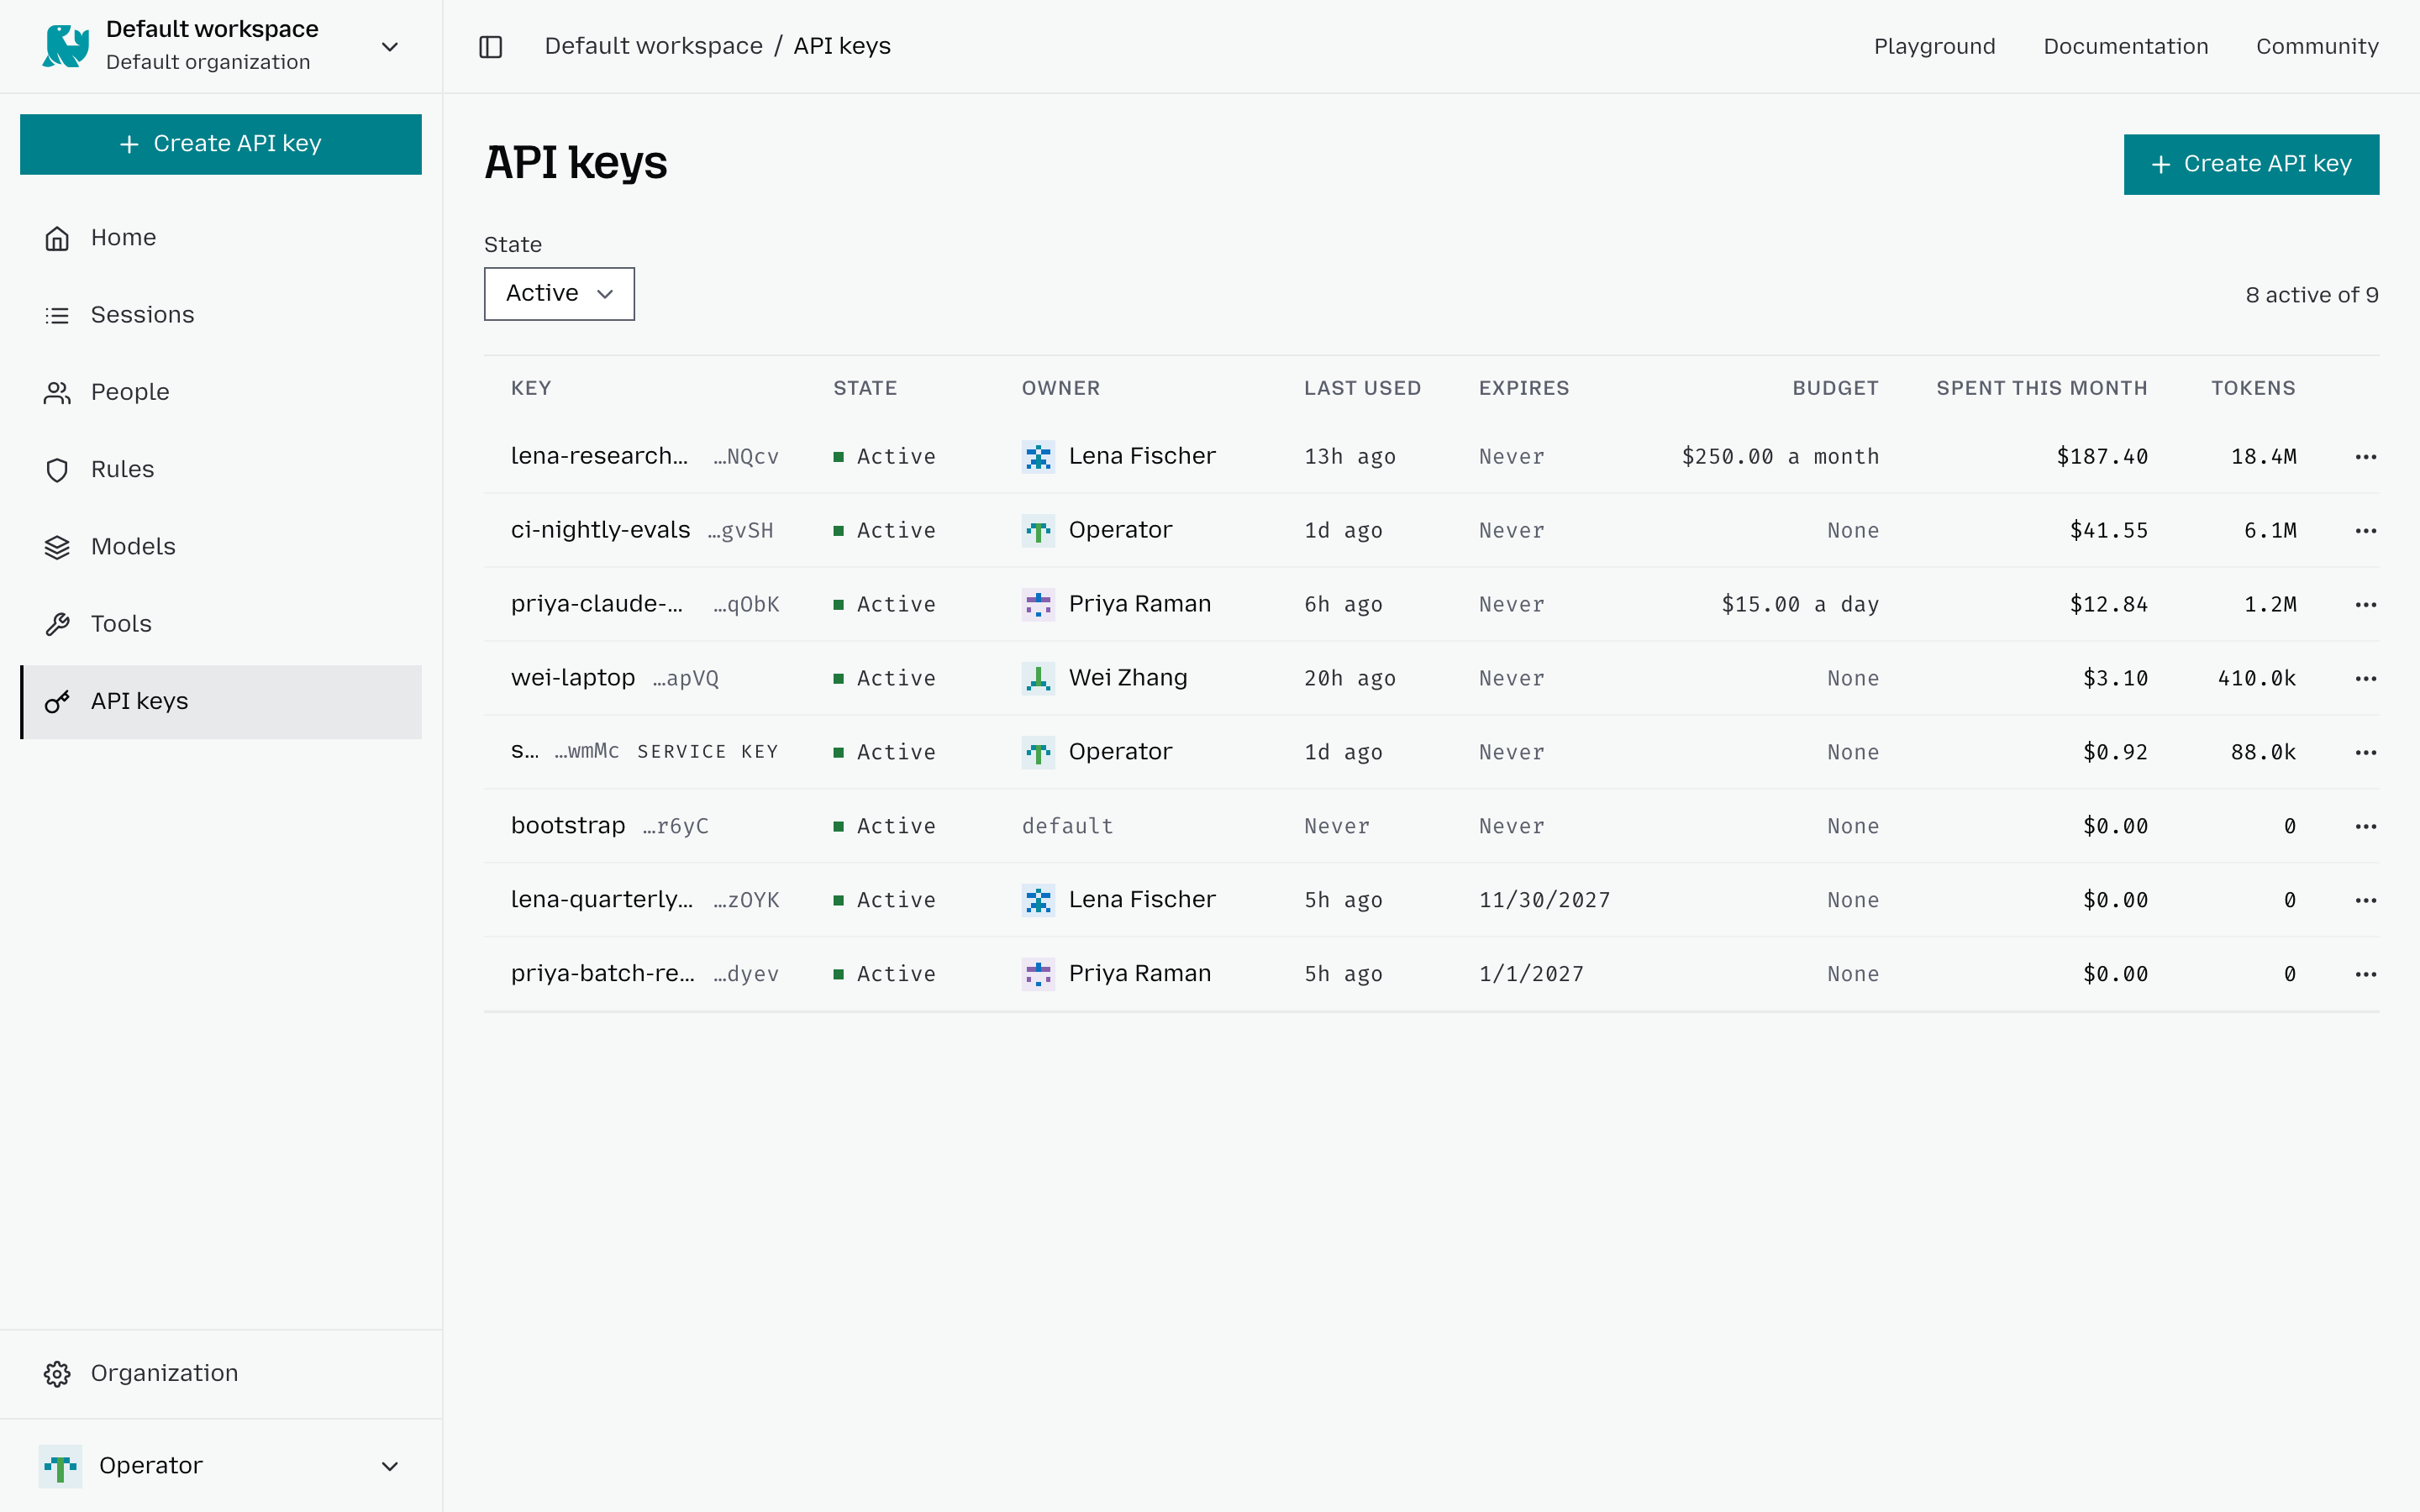 Default workspace
Default organization
Default workspace / API keys
Playground Documentation Community
Create API key
Home
Sessions
People
Rules
Models
Tools
API keys
Organization
Operator
API keys
Create API key
State
Active
8 active of 9
KEY STATE OWNER LAST USED EXPIRES BUDGET SPENT THIS MONTH TOKENS
lena-research... …NQcv Active Lena Fischer 13h ago Never $250.00 a month $187.40 18.4M
ci-nightly-evals …gvSH Active Operator 1d ago Never None $41.55 6.1M
priya-claude-... …qObK Active Priya Raman 6h ago Never $15.00 a day $12.84 1.2M
wei-laptop …apVQ Active Wei Zhang 20h ago Never None $3.10 410.0k
s... …wmMc SERVICE KEY Active Operator 1d ago Never None $0.92 88.0k
bootstrap …r6yC Active default Never Never None $0.00 0
lena-quarterly... …zOYK Active Lena Fischer 5h ago 11/30/2027 None $0.00 0
priya-batch-re... …dyev Active Priya Raman 5h ago 1/1/2027 None $0.00 0